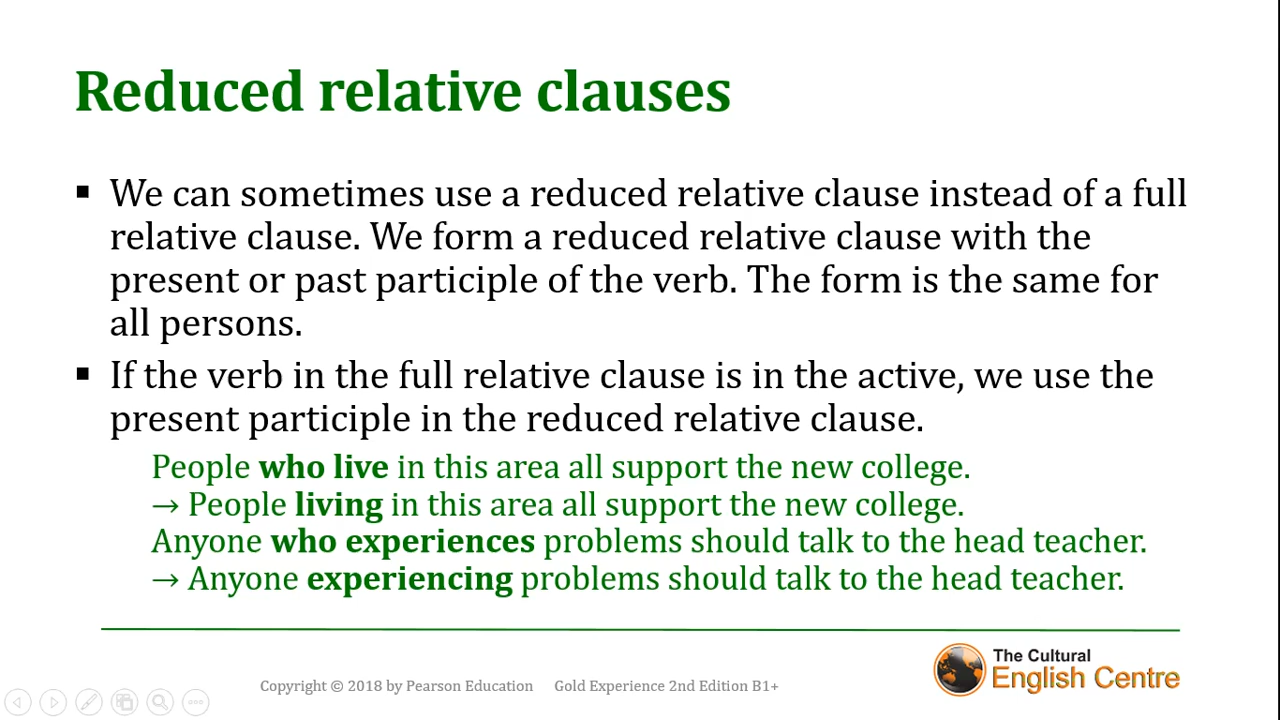 Reduced relative clauses
▪ We can sometimes use a reduced relative clause instead of a full
relative clause. We form a reduced relative clause with the
present or past participle of the verb. The form is the same for
all persons.
▪ If the verb in the full relative clause is in the active, we use the
present participle in the reduced relative clause.
People who live in this area all support the new college.
→ People living in this area all support the new college.
Anyone who experiences problems should talk to the head teacher.
→ Anyone experiencing problems should talk to the head teacher.
The Cultural
English Centre
Copyright © 2018 by Pearson Education Gold Experience 2nd Edition B1+